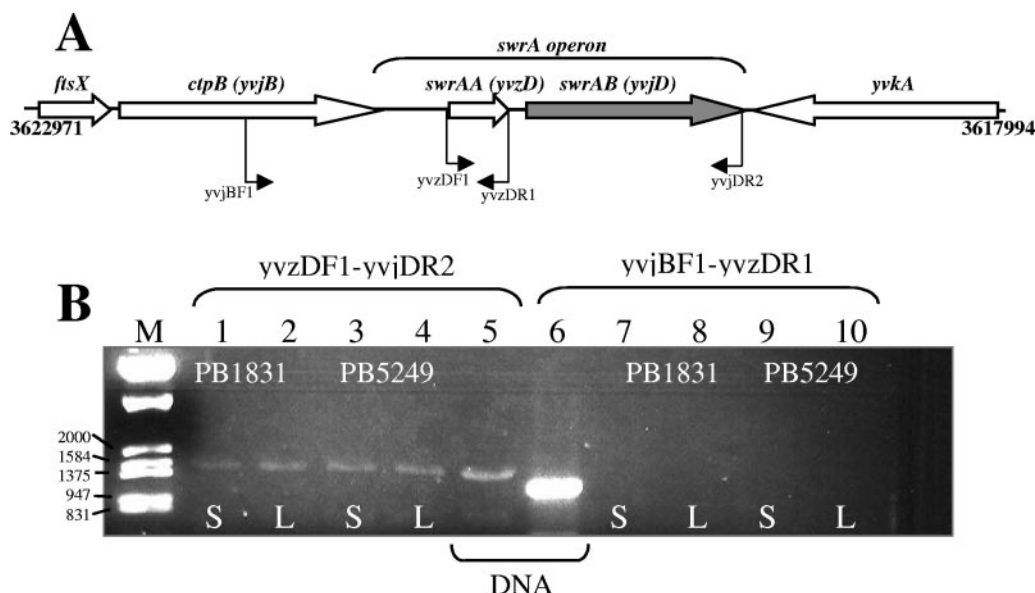 A
swrA operon
ftsX ctpB (yvjB) swrAA (yvzD) swrAB (yvjD) yvkA
3622971 3617994
yvjBF1 yvzDF1 yvzDR1 yvjDR2
yvzDF1-yvjDR2 yvjBF1-yvzDR1
B
M 1 2 3 4 5 6 7 8 9 10
PB1831 PB5249 PB1831 PB5249
2000
1584
1375
947
831
S L S L S L S L
DNA